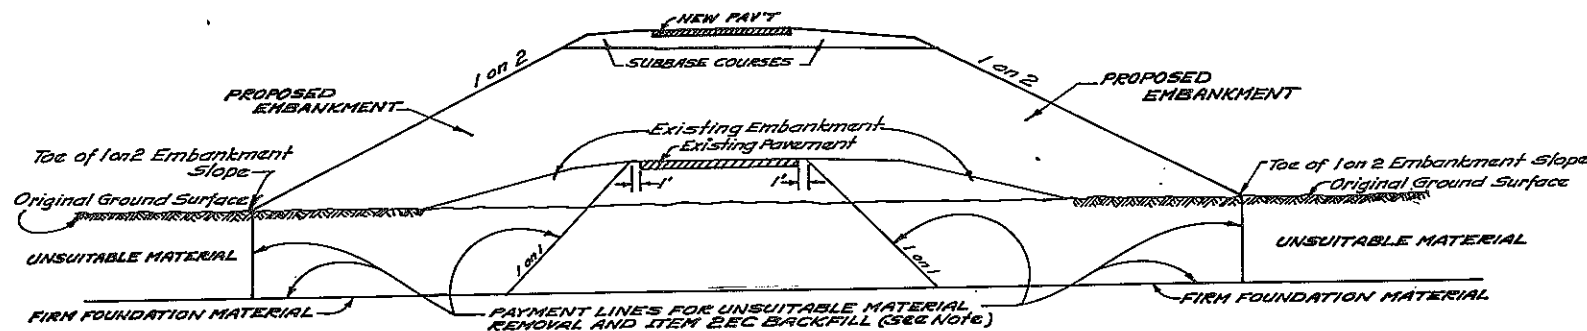 NEW PAV'T
1 on 2
SUBBASE COURSES
1 on 2
PROPOSED
EMBANKMENT
PROPOSED
EMBANKMENT
Existing Embankment
Existing Pavement
Toe of 1 on 2 Embankment
Slope
Toe of 1 on 2 Embankment Slope
1'
1'
Original Ground Surface
Original Ground Surface
UNSUITABLE MATERIAL
1 on 1
1 on 1
UNSUITABLE MATERIAL
FIRM FOUNDATION MATERIAL
PAYMENT LINES FOR UNSUITABLE MATERIAL
REMOVAL AND ITEM 2EC BACKFILL (See Note)
FIRM FOUNDATION MATERIAL